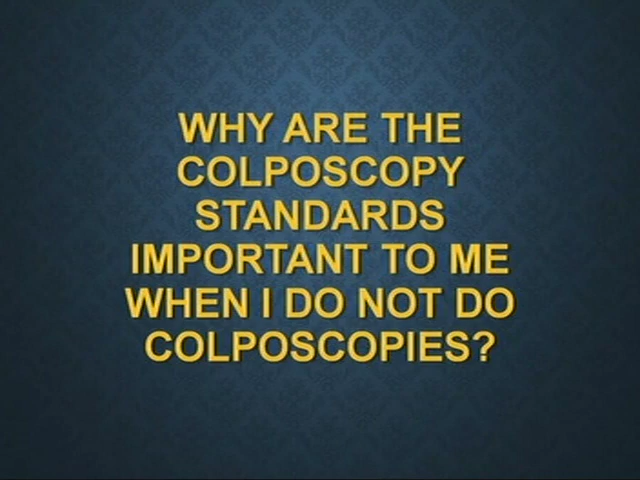 WHY ARE THE
COLPOSCOPY
STANDARDS
IMPORTANT TO ME
WHEN I DO NOT DO
COLPOSCOPIES?